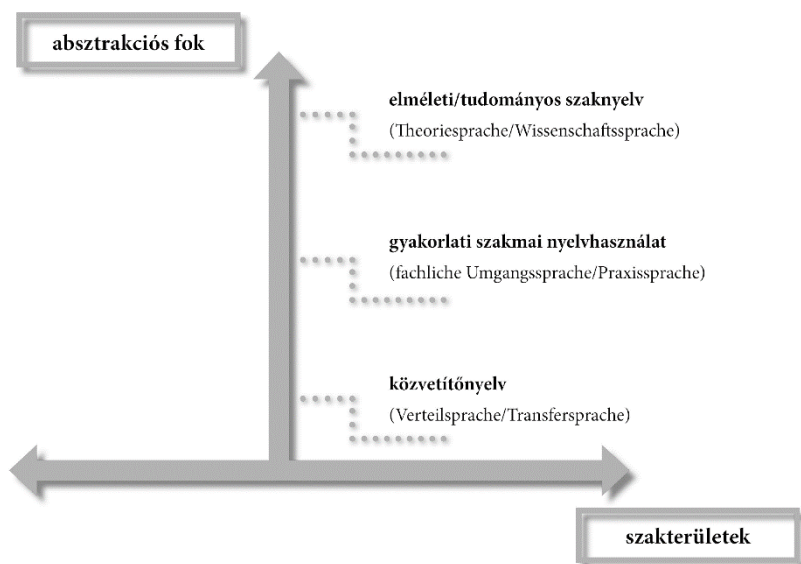 absztrakciós fok
elméleti/tudományos szaknyelv
(Theoriesprache/Wissenschaftssprache)
gyakorlati szakmai nyelvhasználat
(fachliche Umgangssprache/Praxissprache)
közvetítőnyelv
(Verteilsprache/Transfersprache)
szakterületek